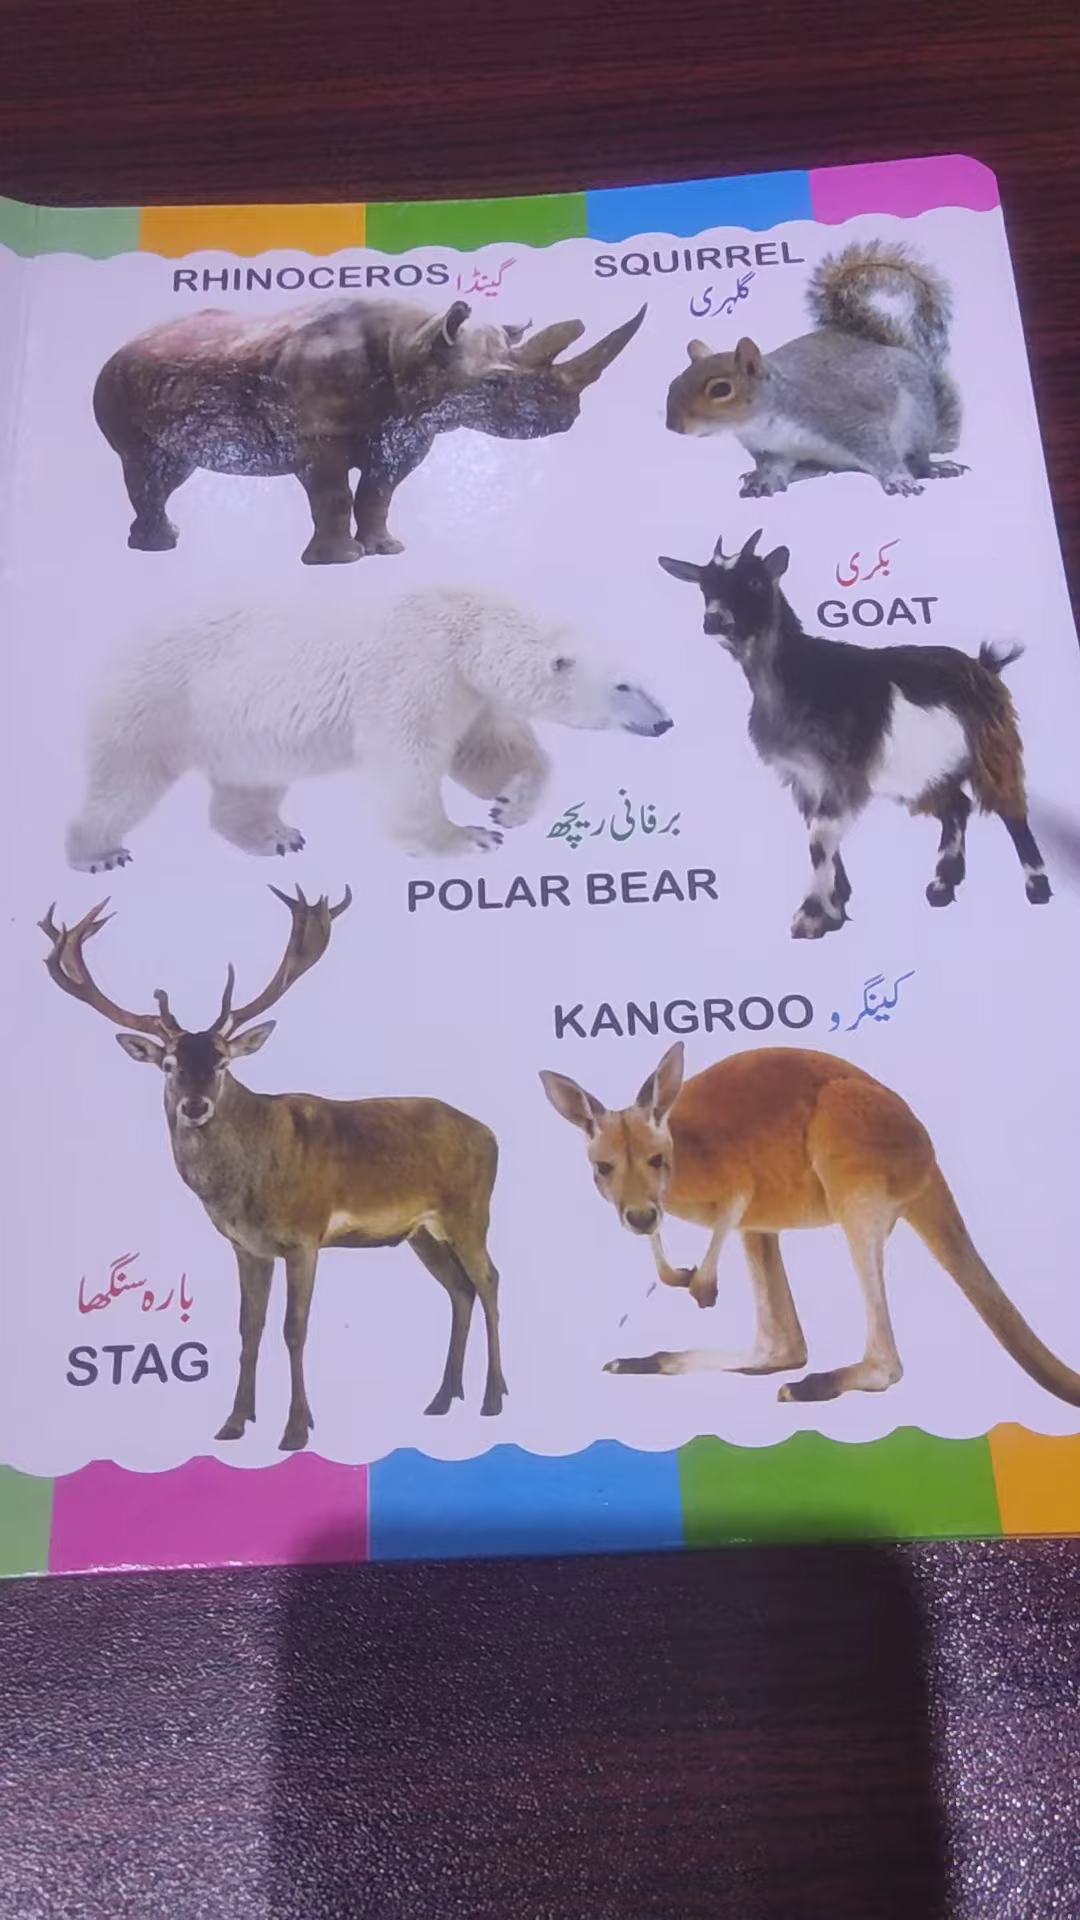 RHINOCEROS گینڈا
SQUIRREL
گلہری
بکری
GOAT
برفانی ریچھ
POLAR BEAR
KANGROO کینگرو
بارہ سنگھا
STAG